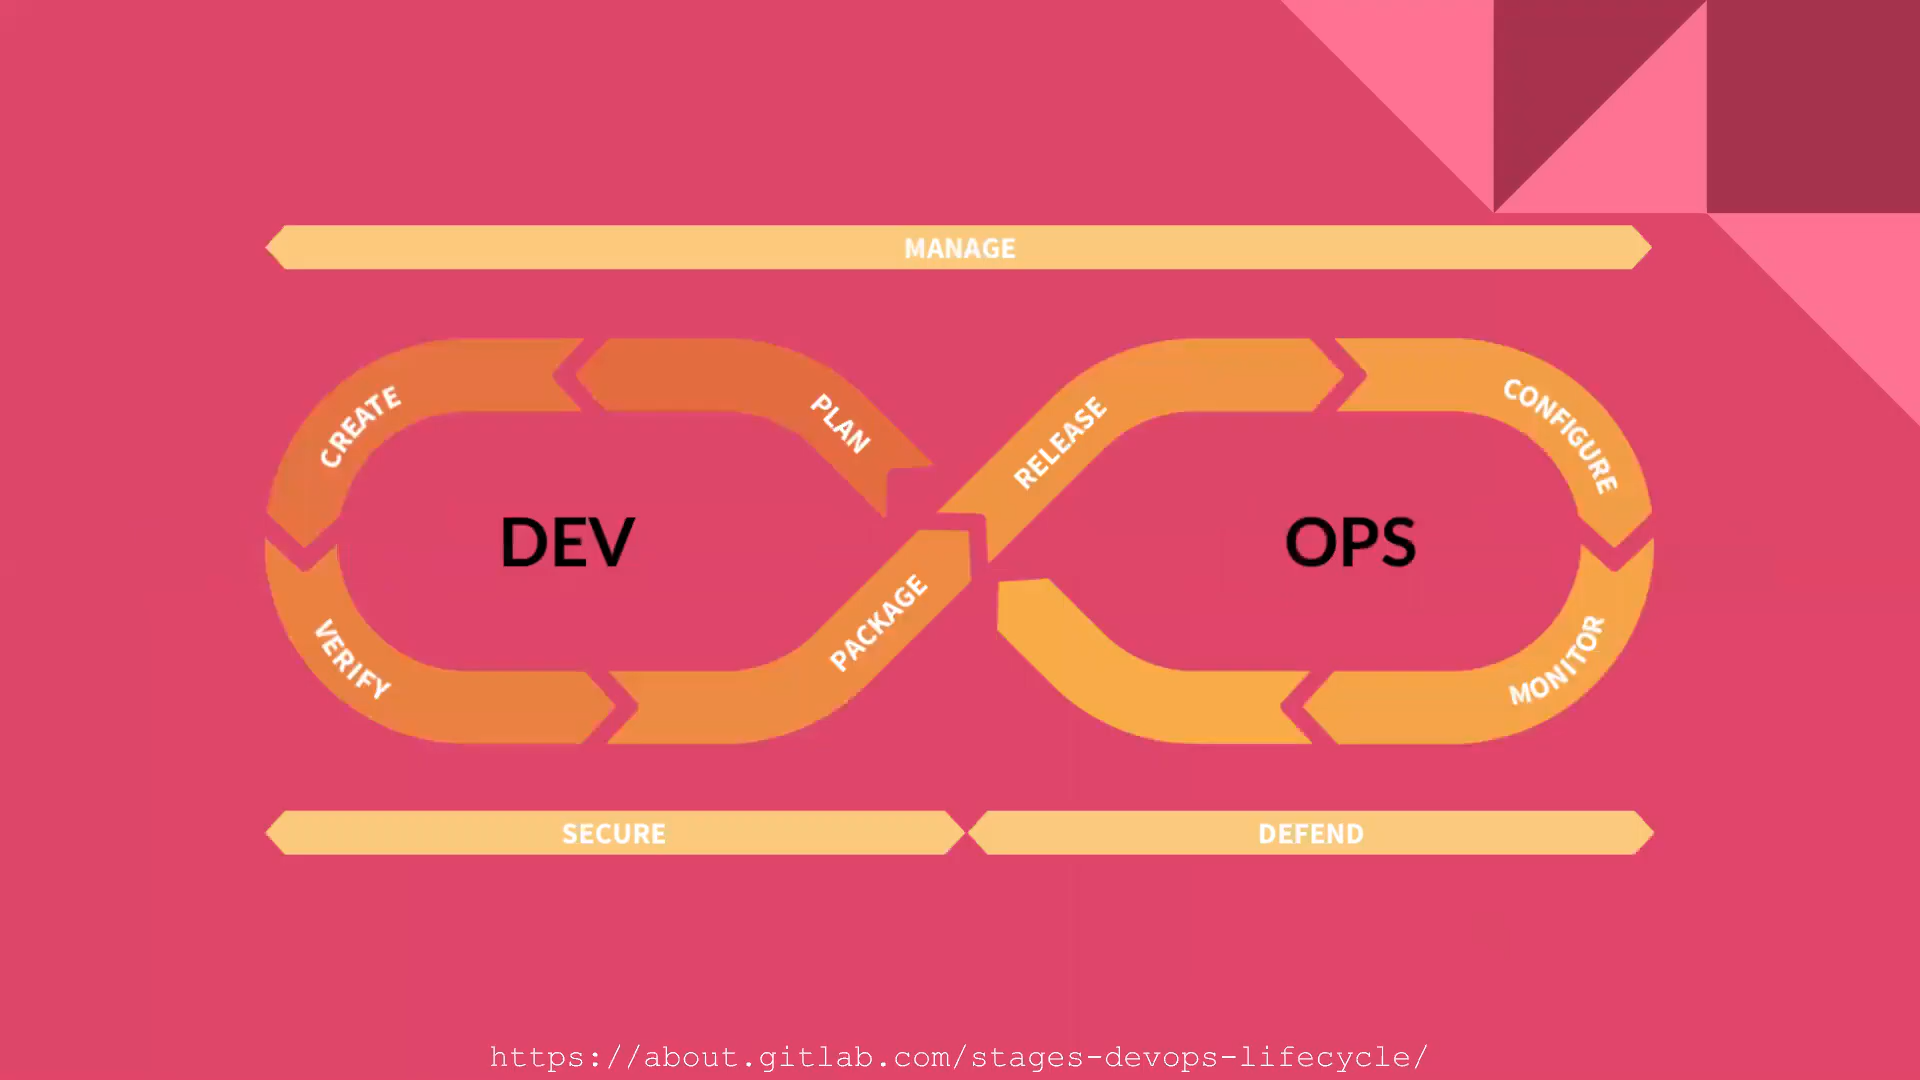 MANAGE
CREATE
PLAN
RELEASE
CONFIGURE
DEV
OPS
VERIFY
PACKAGE
MONITOR
SECURE
DEFEND
https://about.gitlab.com/stages-devops-lifecycle/